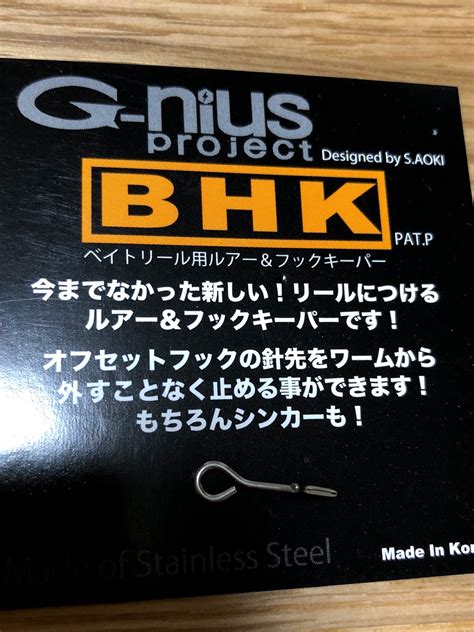 G-nius
project
Designed by S.AOKI
BHK
PAT.P
ベイトリール用ルアー＆フックキーパー
今までなかった新しい！リールにつける
ルアー＆フックキーパーです！
オフセットフックの針先をワームから
外すことなく止める事ができます！
もちろんシンカーも！
of Stainless Steel
Made In